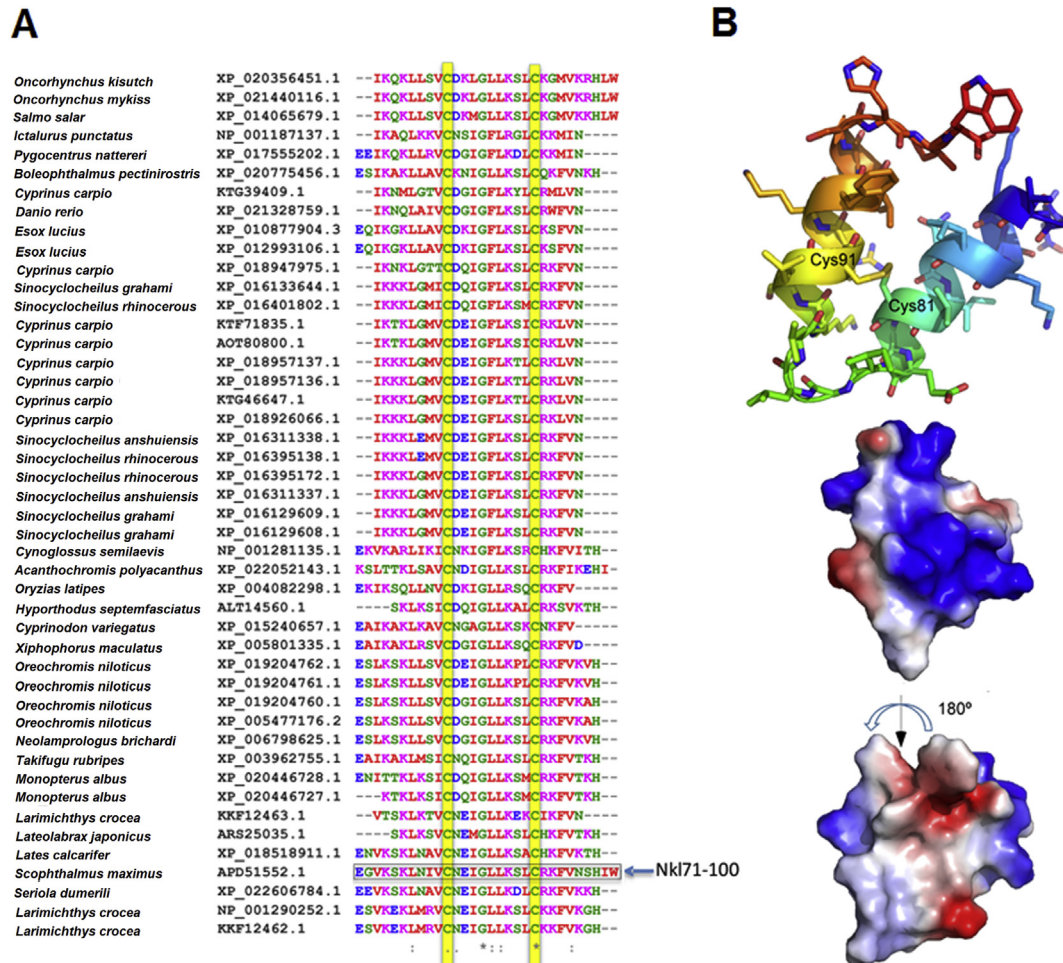 A
B
Oncorhynchus kisutch XP_020356451.1 --IKQKLLSVCDKLGLLKSLCKGMVKRHLW
Oncorhynchus mykiss XP_021440116.1 --IKQKLLSVCDKLGLLKSLCKGMVKRHLW
Salmo salar XP_014065679.1 --IKQKLLSVCDKMGLLKSLCKGMVKKHLW
Ictalurus punctatus NP_001187137.1 --IKAQLKKVCNSIGFLRGLCKKMIN----
Pygocentrus nattereri XP_017555202.1 EEIKQKLLRVCDKIGIFLKDLCKKMIN----
Boleophthalmus pectinirostris XP_020775456.1 ESIKAKLLAVCKNIGLLKSLCQKFVNKH--
Cyprinus carpio KTG39409.1 --IKNMLGTVCDGIGFLKYLCRMLVN----
Danio rerio XP_021328759.1 --IKNQLAIVCDGIGFLKSLCRWFVN----
Esox lucius XP_010877904.3 EQIKGKLLAVCDKIGLLKSLCKSFVN----
Esox lucius XP_012993106.1 EQIKGKLLAVCDKIGLLKSLCKSFVN----
Cyprinus carpio XP_018947975.1 --IKNKLGTTCDQIGFLKSLCRKFVN----
Sinocyclocheilus grahami XP_016133644.1 --IKNKLGMVCDQIGFLKSLCRKFVN----
Sinocyclocheilus rhinocerous XP_016401802.1 --IKNKLGMVCDQIGFLKSMCRKFVN----
Cyprinus carpio KTF71835.1 --IKTKLGMVCDEIGFLKSICRKLVN----
Cyprinus carpio AOT80800.1 --IKTKLGMVCDEIGFLKSICRKLVN----
Cyprinus carpio XP_018957137.1 --IKKKLGMVCDEIGFLKTLCRKLVN----
Cyprinus carpio XP_018957136.1 --IKKKLGMVCDEIGFLKTLCRKLVN----
Cyprinus carpio KTG46647.1 --IKKKLGMVCDEIGFLKTLCRKLVN----
Cyprinus carpio XP_018926066.1 --IKKKLGMVCDEIGFLKSLCRKLVN----
Sinocyclocheilus anshuiensis XP_016311338.1 --IKKKLEMVCDEIGFLKSLCRKFVN----
Sinocyclocheilus rhinocerous XP_016395138.1 --IKKKLEMVCDEIGFLKSLCRKFVN----
Sinocyclocheilus rhinocerous XP_016395172.1 --IKKKLGMVCDEIGFLKSLCRKFVN----
Sinocyclocheilus anshuiensis XP_016311337.1 --IKKKLGMVCDEIGFLKSLCRKFVN----
Sinocyclocheilus grahami XP_016129609.1 --IKKKLGMVCDEIGFLKSLCRKFVN----
Sinocyclocheilus grahami XP_016129608.1 --IKKKLGMVCDEIGFLKSLCRKFVN----
Cynoglossus semilaevis NP_001281135.1 EKVKARLIKICNKIGFLKSRCHKFVITH--
Acanthochromis polyacanthus XP_022052143.1 KSLTTKLSAVCNDIGLLKSLCRKFIKEHI-
Oryzias latipes XP_004082298.1 EKIKSQLLNVCDKIGLLKSLCKKFV-----
Hyporthodus septemfasciatus ALT14560.1 ----SKLKSICDQIGLLKALCRKSVKTH--
Cyprinodon variegatus XP_015240657.1 EAIKAKLKAVCNGAGLLKSKCNKFV-----
Xiphophorus maculatus XP_005801335.1 EAIKAKLRSVCDGIGLLKSQCRKFVD----
Oreochromis niloticus XP_019204762.1 ESLKSKLLSVCDEIGLLKPLCRKFVKVH--
Oreochromis niloticus XP_019204761.1 ESLKSKLLSVCDEIGLLKPLCRKFVKVH--
Oreochromis niloticus XP_019204760.1 ESLKSKLLSVCDGIGLLKSLCRKFVKAH--
Oreochromis niloticus XP_005477176.2 ESLKSKLLSVCDGIGLLKSLCRKFVKAH--
Neolamprologus brichardi XP_006798625.1 ESLKSKLLSVCDGIGLLKSLCRKFVKVH--
Takifugu rubripes XP_003962755.1 EAIKAKLMSICNQIGLLKSLCRKFVTKH--
Monopterus albus XP_020446728.1 ENITTKLKSICDQIGLLKSMCRKFVTKH--
Monopterus albus XP_020446727.1 --KTKLKSICDQIGLLKSMCRKFVTKH--
Larimichthys crocea KKF12463.1 --VTSKLKTVCNEIGLLKEKCIKFVN----
Lateolabrax japonicus ARS25035.1 ----SKLKSVCNEMGLLKSLCHKFVKTH--
Lates calcarifer XP_018518911.1 ENVKSKLNAVCNEIGLLKSACHKFVKTH--
Scophthalmus maximus APD51552.1 EGVKSKLNIVCNEIGLLKSLCRKFVNSHIW Nkl71-100
Seriola dumerili XP_022606784.1 EEVKSKLNAVCNEIGLLKDLCRKFVKTH--
Larimichthys crocea NP_001290252.1 ESVKEKLMRVCNEIGLLKSLCKKFVKGH--
Larimichthys crocea KKF12462.1 ESVKEKLMRVCNEIGLLKSLCKKFVKGH--
: .. *:: * :
Cys91
Cys81
180º